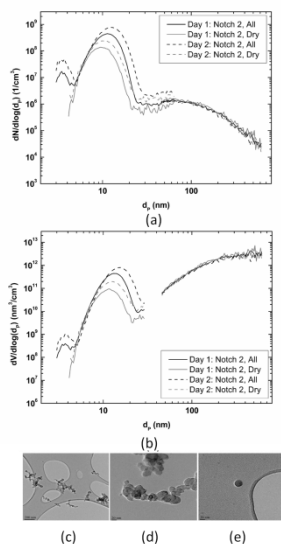 Day 1: Notch 2, All
Day 1: Notch 2, Dry
Day 2: Notch 2, All
Day 2: Notch 2, Dry
dN/dlog(dₚ) (1/cm³)
10¹⁰
10⁹
10⁸
10⁷
10⁶
10⁵
10⁴
10³
10 100
dₚ (nm)
(a)
dV/dlog(dₚ) (nm³/cm³)
10¹³
10¹²
10¹¹
10¹⁰
10⁹
10⁸
10⁷
10⁶
Day 1: Notch 2, All
Day 1: Notch 2, Dry
Day 2: Notch 2, All
Day 2: Notch 2, Dry
10 100
dₚ (nm)
(b)
(c) (d) (e)